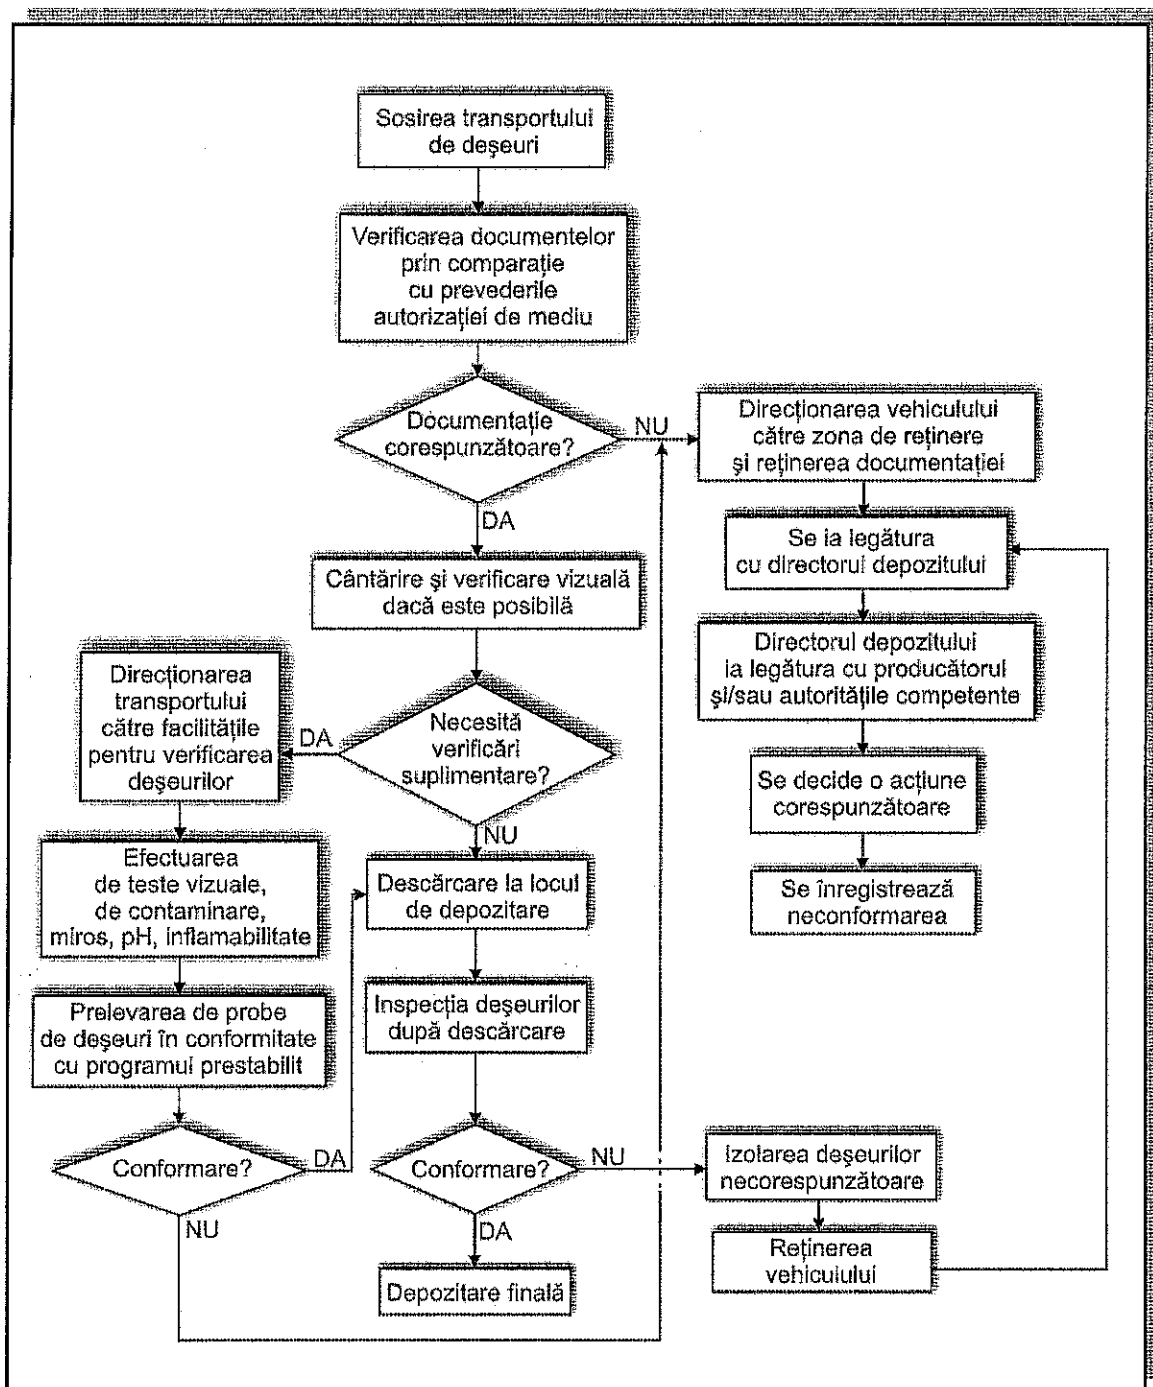 Sosirea transportului
de deşeuri
Verificarea documentelor
prin comparaţie
cu prevederile
autorizaţiei de mediu
Documentaţie
corespunzătoare?
NU
Direcţionarea vehiculului
către zona de reţinere
şi reţinerea documentaţiei
DA
Se ia legătura
cu directorul depozitului
Cântărire şi verificare vizuală
dacă este posibilă
Directorul depozitului
ia legătura cu producătorul
şi/sau autorităţile competente
Direcţionarea
transportului
către facilităţile
pentru verificarea
deşeurilor
DA
Necesită
verificări
suplimentare?
Se decide o acţiune
corespunzătoare
NU
Efectuarea
de teste vizuale,
de contaminare,
miros, pH, inflamabilitate
Descărcare la locul
de depozitare
Se înregistrează
neconformarea
Prelevarea de probe
de deşeuri în conformitate
cu programul prestabilit
Inspecţia deşeurilor
după descărcare
Conformare?
DA
Conformare?
NU
Izolarea deşeurilor
necorespunzătoare
NU
DA
Reţinerea
vehiculului
Depozitare finală